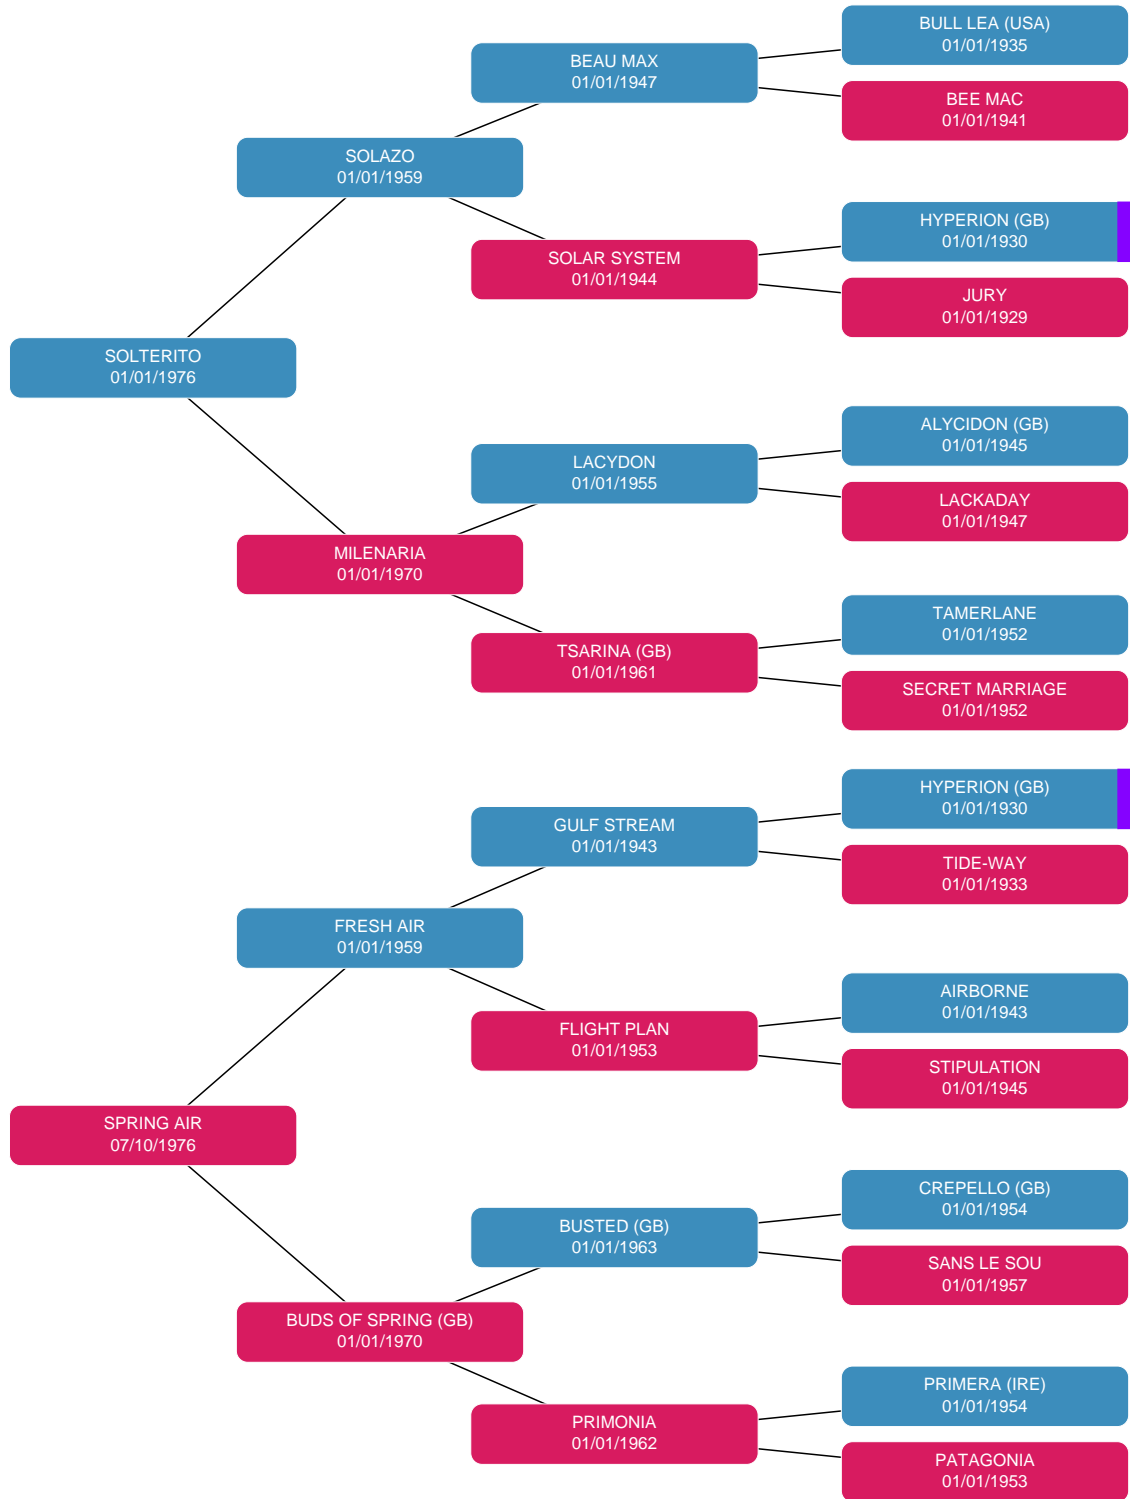 BULL LEA (USA)
01/01/1935
BEAU MAX
01/01/1947
BEE MAC
01/01/1941
SOLAZO
01/01/1959
HYPERION (GB)
01/01/1930
SOLAR SYSTEM
01/01/1944
JURY
01/01/1929
SOLTERITO
01/01/1976
ALYCIDON (GB)
01/01/1945
LACYDON
01/01/1955
LACKADAY
01/01/1947
MILENARIA
01/01/1970
TAMERLANE
01/01/1952
TSARINA (GB)
01/01/1961
SECRET MARRIAGE
01/01/1952
HYPERION (GB)
01/01/1930
GULF STREAM
01/01/1943
TIDE-WAY
01/01/1933
FRESH AIR
01/01/1959
AIRBORNE
01/01/1943
FLIGHT PLAN
01/01/1953
STIPULATION
01/01/1945
SPRING AIR
07/10/1976
CREPELLO (GB)
01/01/1954
BUSTED (GB)
01/01/1963
SANS LE SOU
01/01/1957
BUDS OF SPRING (GB)
01/01/1970
PRIMERA (IRE)
01/01/1954
PRIMONIA
01/01/1962
PATAGONIA
01/01/1953